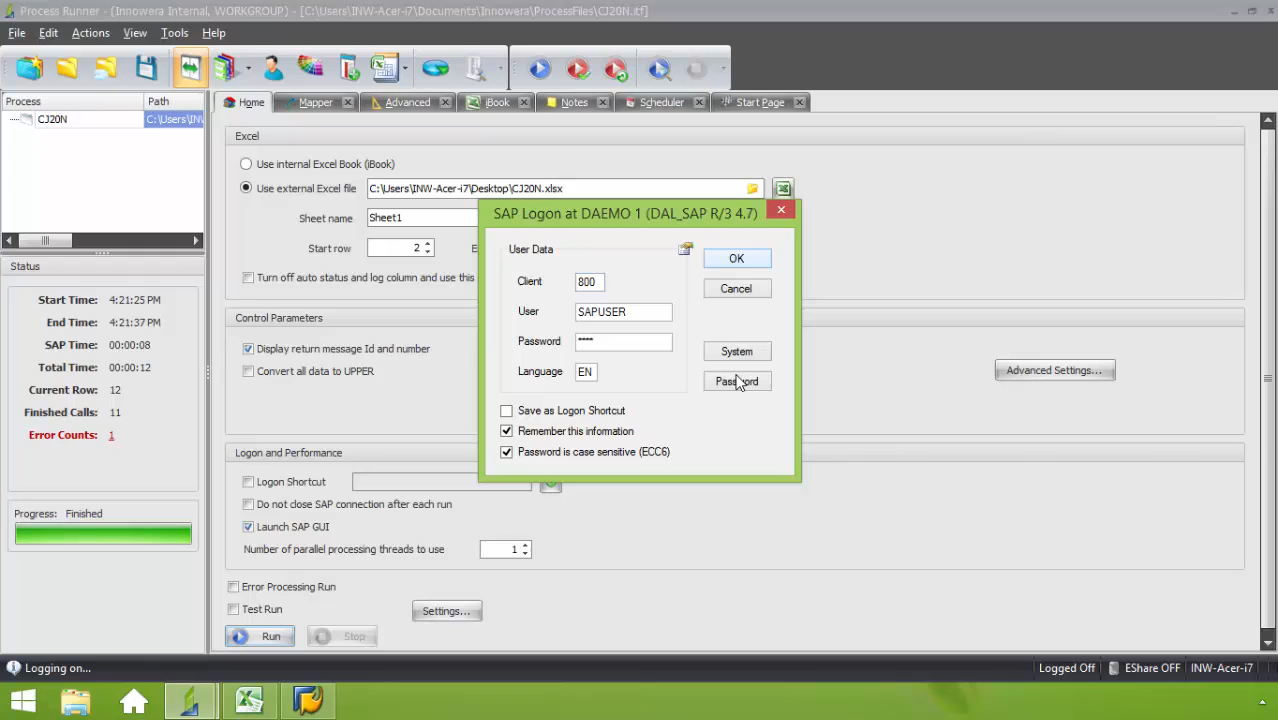 Process Runner - (Innowera Internal, WORKGROUP) - [C:\Users\INW-Acer-i7\Documents\Innowera\ProcessFiles\CJ20N.itf]
File Edit Actions View Tools Help
Process Path
CJ20N C:\Users\INW
Home Mapper Advanced iBook Notes Scheduler Start Page
Excel
Use internal Excel Book (iBook)
Use external Excel file C:\Users\INW-Acer-i7\Desktop\CJ20N.xlsx
Sheet name Sheet1
Start row 2 E
Turn off auto status and log column and use this
Status
Start Time: 4:21:25 PM
End Time: 4:21:37 PM
SAP Time: 00:00:08
Total Time: 00:00:12
Current Row: 12
Finished Calls: 11
Error Counts: 1
Progress: Finished
Control Parameters
Display return message Id and number
Convert all data to UPPER
Advanced Settings...
Logon and Performance
Logon Shortcut
Do not close SAP connection after each run
Launch SAP GUI
Number of parallel processing threads to use 1
Error Processing Run
Test Run Settings...
Run Stop
SAP Logon at DAEMO 1 (DAL_SAP R/3 4.7)
User Data
Client 800
User SAPUSER
Password ****
Language EN
OK
Cancel
System
Password
Save as Logon Shortcut
Remember this information
Password is case sensitive (ECC6)
Logging on... Logged Off EShare OFF INW-Acer-i7